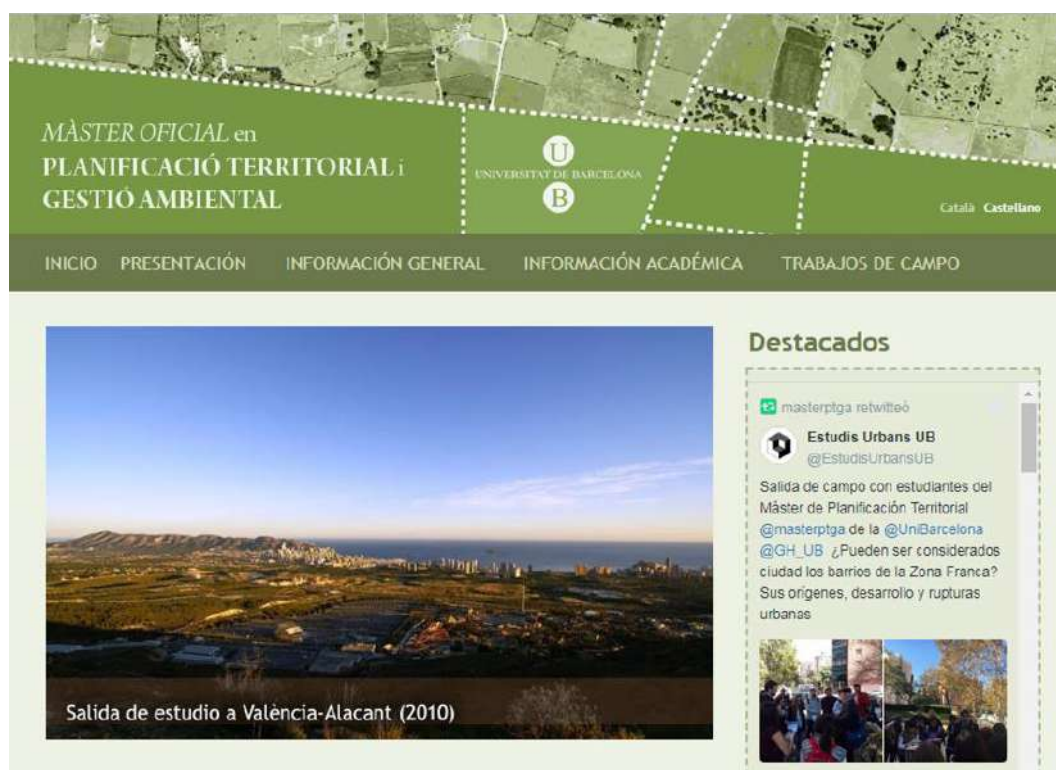 MÀSTER OFICIAL en
PLANIFICACIÓ TERRITORIAL i
GESTIÓ AMBIENTAL
U
UNIVERSITAT DE BARCELONA
B
Català Castellano
INICIO PRESENTACIÓN INFORMACIÓN GENERAL INFORMACIÓN ACADÉMICA TRABAJOS DE CAMPO
Salida de estudio a València-Alacant (2010)
Destacados
masterptga retwitteó
Estudis Urbans UB
@EstudisUrbansUB
Salida de campo con estudiantes del
Máster de Planificación Territorial
@masterptga de la @UniBarcelona
@GH_UB ¿Pueden ser considerados
ciudad los barrios de la Zona Franca?
Sus orígenes, desarrollo y rupturas
urbanas